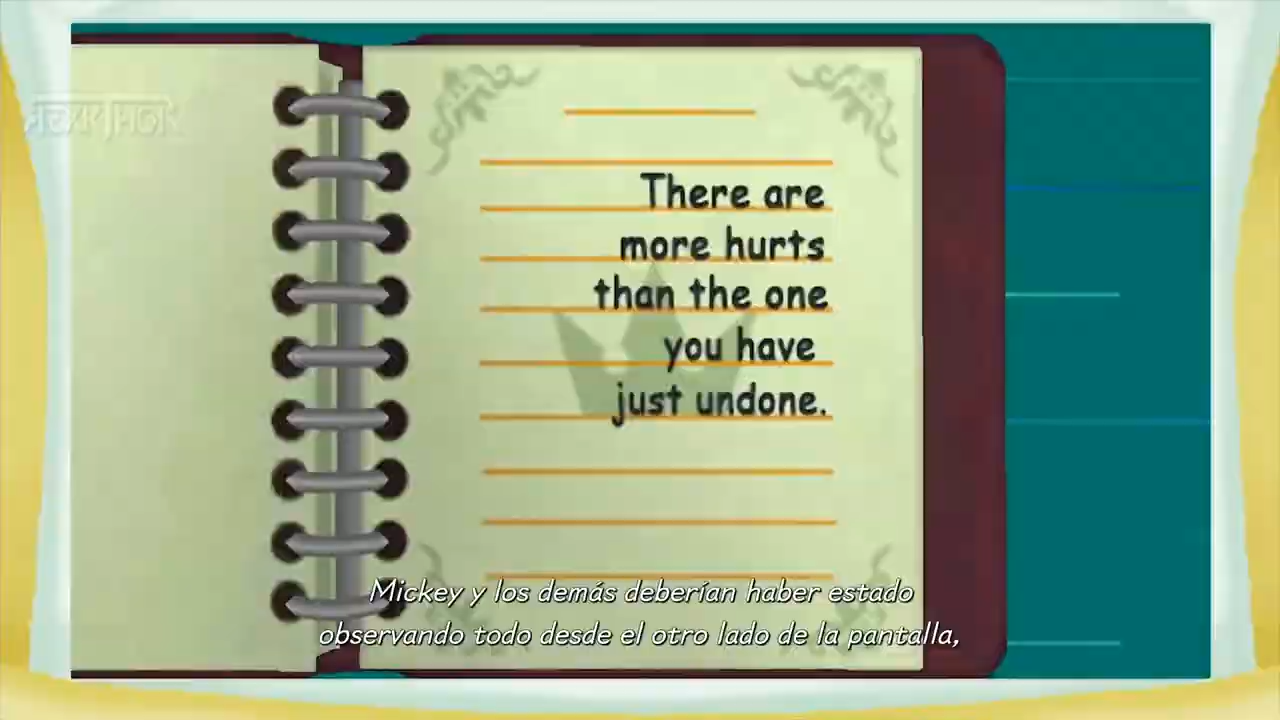 There are
more hurts
than the one
you have
just undone.
Mickey y los demás deberían haber estado
observando todo desde el otro lado de la pantalla,